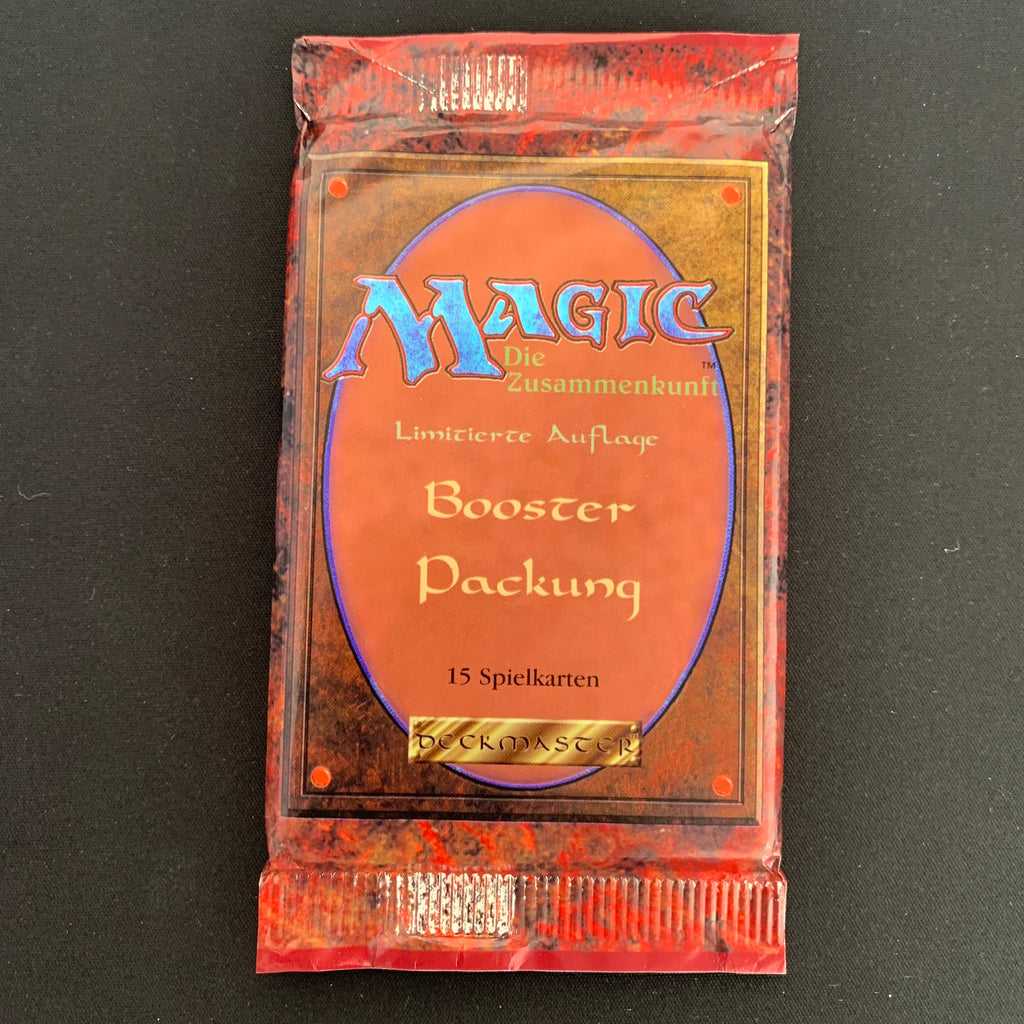 MAGIC
Die
Zusammenkunft
TM
Limitierte Auflage
Booster
Packung
15 Spielkarten
DECKMASTER